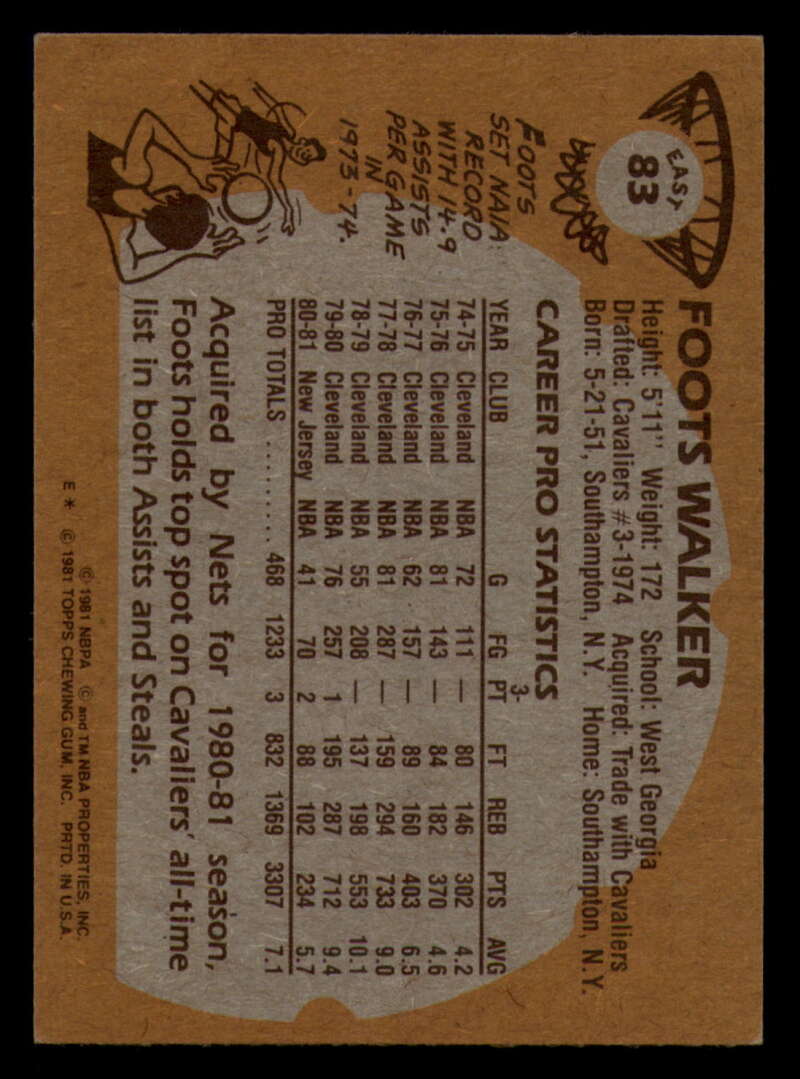 EAST
83
FOOTS WALKER
Height: 5'11" Weight: 172 School: West Georgia
Drafted: Cavaliers #3-1974 Acquired: Trade with Cavaliers
Born: 5-21-51, Southampton, N.Y. Home: Southampton, N.Y.
FOOTS
SET NAIA
RECORD
WITH 14.9
ASSISTS
PER GAME
IN
1973-74.
CAREER PRO STATISTICS
YEAR CLUB G FG 3-PT FT REB PTS AVG
74-75 Cleveland NBA 72 111 — 80 146 302 4.2
75-76 Cleveland NBA 81 143 — 84 182 370 4.6
76-77 Cleveland NBA 62 157 — 89 160 403 6.5
77-78 Cleveland NBA 81 287 — 159 294 733 9.0
78-79 Cleveland NBA 55 208 — 137 198 553 10.1
79-80 Cleveland NBA 76 257 1 195 287 712 9.4
80-81 New Jersey NBA 41 70 2 88 102 234 5.7
PRO TOTALS .......... 468 1233 3 832 1369 3307 7.1
Acquired by Nets for 1980-81 season,
Foots holds top spot on Cavaliers' all-time
list in both Assists and Steals.
© 1981 NBPA © and TM NBA PROPERTIES, INC.
E * © 1981 TOPPS CHEWING GUM, INC. PRTD. IN U.S.A.